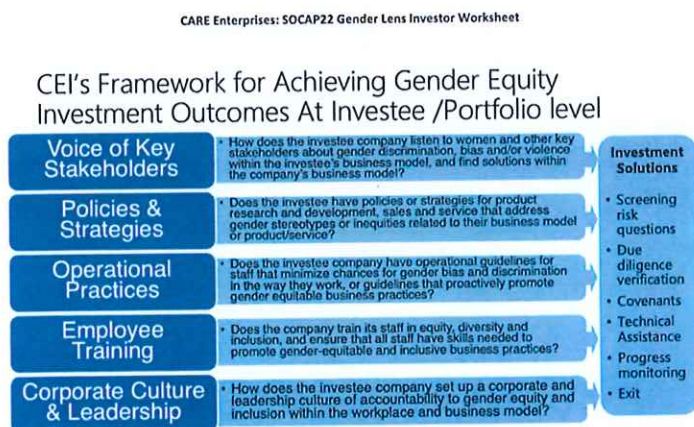 CARE Enterprises: SOCAP22 Gender Lens Investor Worksheet
CEI's Framework for Achieving Gender Equity
Investment Outcomes At Investee /Portfolio level
Voice of Key
Stakeholders
• How does the investee company listen to women and other key
stakeholders about gender discrimination, bias and/or violence
within the investee's business model, and find solutions within
the company's business model?
Policies &
Strategies
• Does the investee have policies or strategies for product
research and development, sales and service that address
gender stereotypes or inequities related to their business model
or product/service?
Operational
Practices
• Does the investee company have operational guidelines for
staff that minimize chances for gender bias and discrimination
in the way they work, or guidelines that proactively promote
gender equitable business practices?
Employee
Training
• Does the company train its staff in equity, diversity and
inclusion, and ensure that all staff have skills needed to
promote gender-equitable and inclusive business practices?
Corporate Culture
& Leadership
• How does the investee company set up a corporate and
leadership culture of accountability to gender equity and
inclusion within the workplace and business model?
Investment
Solutions
• Screening
risk
questions
• Due
diligence
verification
• Covenants
• Technical
Assistance
• Progress
monitoring
• Exit